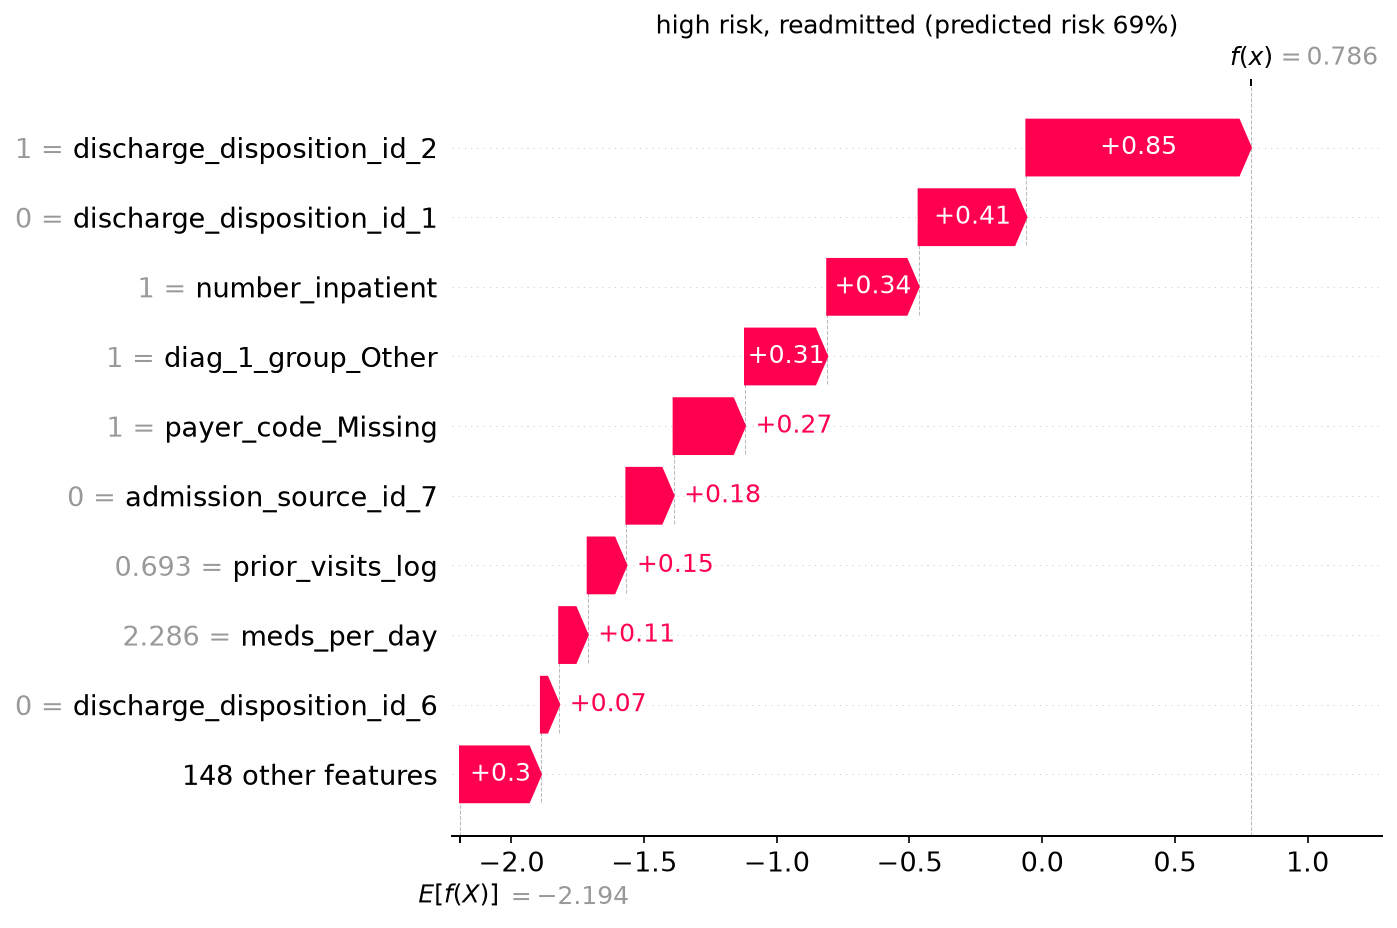 high risk, readmitted (predicted risk 69%)
f(x) = 0.786
1 = discharge_disposition_id_2
+0.85
0 = discharge_disposition_id_1
+0.41
1 = number_inpatient
+0.34
1 = diag_1_group_Other
+0.31
1 = payer_code_Missing
+0.27
0 = admission_source_id_7
+0.18
0.693 = prior_visits_log
+0.15
2.286 = meds_per_day
+0.11
0 = discharge_disposition_id_6
+0.07
148 other features
+0.3
−2.0 −1.5 −1.0 −0.5 0.0 0.5 1.0
E[f(X)] = −2.194